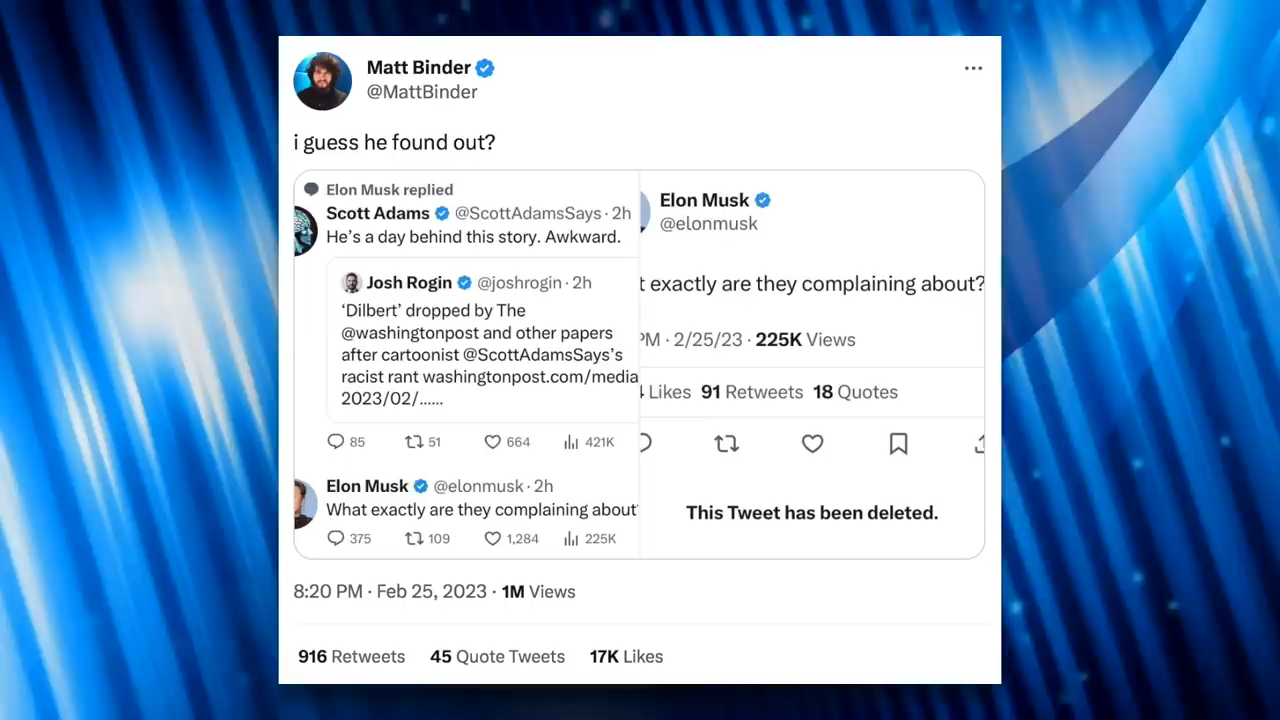 Matt Binder
@MattBinder
i guess he found out?
Elon Musk replied
Scott Adams @ScottAdamsSays · 2h
He's a day behind this story. Awkward.
Josh Rogin @joshrogin · 2h
‘Dilbert’ dropped by The
@washingtonpost and other papers
after cartoonist @ScottAdamsSays’s
racist rant washingtonpost.com/media
2023/02/......
85 51 664 421K
Elon Musk @elonmusk · 2h
What exactly are they complaining about
375 109 1,284 225K
Elon Musk
@elonmusk
t exactly are they complaining about?
PM · 2/25/23 · 225K Views
Likes 91 Retweets 18 Quotes
This Tweet has been deleted.
8:20 PM · Feb 25, 2023 · 1M Views
916 Retweets 45 Quote Tweets 17K Likes